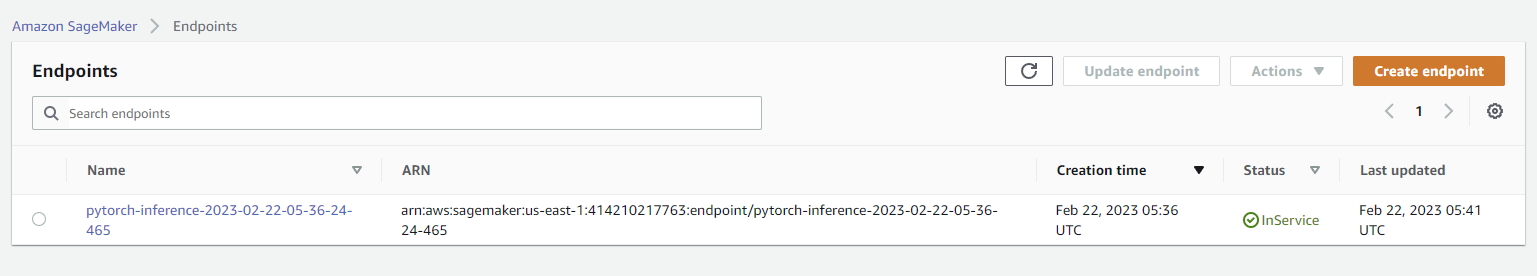 Amazon SageMaker > Endpoints
Endpoints
Update endpoint
Actions
Create endpoint
Search endpoints
1
Name ARN Creation time Status Last updated
pytorch-inference-2023-02-22-05-36-24- arn:aws:sagemaker:us-east-1:414210217763:endpoint/pytorch-inference-2023-02-22-05-36- Feb 22, 2023 05:36 InService Feb 22, 2023 05:41
465 24-465 UTC UTC